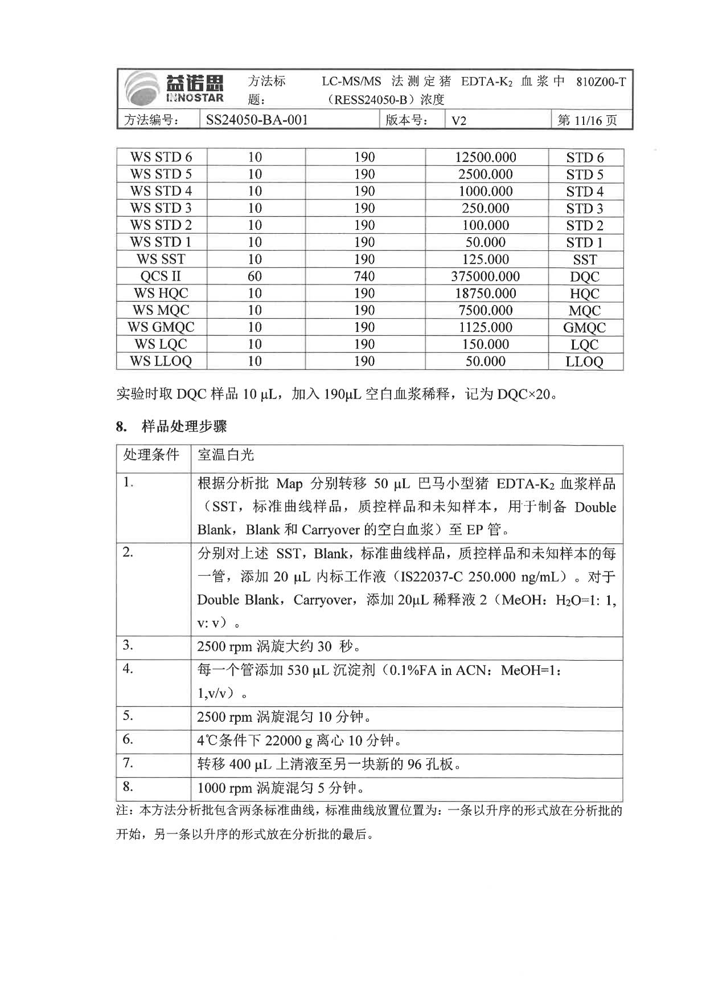 益诺思
INNOSTAR
方法标 LC-MS/MS 法测定猪 EDTA-K₂ 血浆中 810Z00-T
题： （RESS24050-B）浓度
方法编号： SS24050-BA-001 版本号： V2 第 11/16 页
WS STD 6 10 190 12500.000 STD 6
WS STD 5 10 190 2500.000 STD 5
WS STD 4 10 190 1000.000 STD 4
WS STD 3 10 190 250.000 STD 3
WS STD 2 10 190 100.000 STD 2
WS STD 1 10 190 50.000 STD 1
WS SST 10 190 125.000 SST
QCS II 60 740 375000.000 DQC
WS HQC 10 190 18750.000 HQC
WS MQC 10 190 7500.000 MQC
WS GMQC 10 190 1125.000 GMQC
WS LQC 10 190 150.000 LQC
WS LLOQ 10 190 50.000 LLOQ
实验时取 DQC 样品 10 μL，加入 190μL 空白血浆稀释，记为 DQC×20。
8. 样品处理步骤
处理条件 室温白光
1. 根据分析批 Map 分别转移 50 μL 巴马小型猪 EDTA-K₂ 血浆样品
（SST，标准曲线样品，质控样品和未知样本，用于制备 Double
Blank，Blank 和 Carryover 的空白血浆）至 EP 管。
2. 分别对上述 SST，Blank，标准曲线样品，质控样品和未知样本的每
一管，添加 20 μL 内标工作液（IS22037-C 250.000 ng/mL）。对于
Double Blank，Carryover，添加 20μL 稀释液 2（MeOH：H₂O=1: 1,
v: v）。
3. 2500 rpm 涡旋大约 30 秒。
4. 每一个管添加 530 μL 沉淀剂（0.1%FA in ACN：MeOH=1：
1,v/v）。
5. 2500 rpm 涡旋混匀 10 分钟。
6. 4℃条件下 22000 g 离心 10 分钟。
7. 转移 400 μL 上清液至另一块新的 96 孔板。
8. 1000 rpm 涡旋混匀 5 分钟。
注：本方法分析批包含两条标准曲线，标准曲线放置位置为：一条以升序的形式放在分析批的
开始，另一条以升序的形式放在分析批的最后。